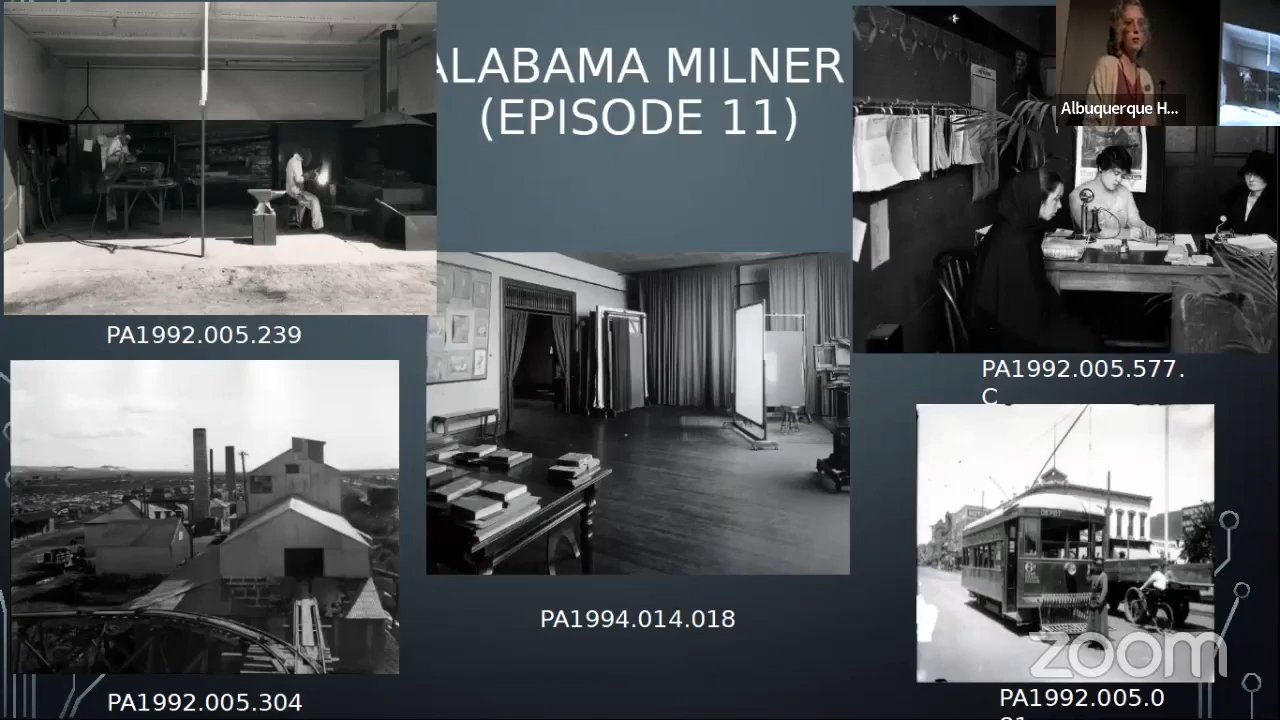 ALABAMA MILNER
(EPISODE 11)
Albuquerque H...
PA1992.005.239
PA1992.005.577.
C
PA1994.014.018
DEPOT
PA1992.005.304
zoom
PA1992.005.0